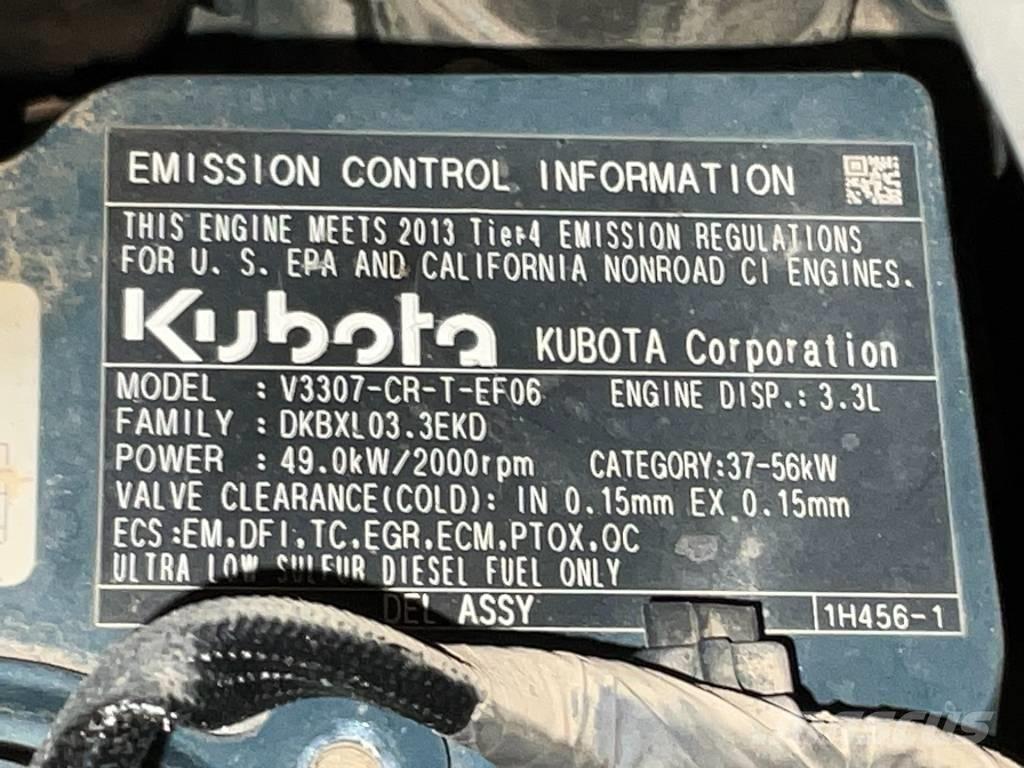 EMISSION CONTROL INFORMATION
THIS ENGINE MEETS 2013 Tier4 EMISSION REGULATIONS
FOR U. S. EPA AND CALIFORNIA NONROAD CI ENGINES.
Kubota KUBOTA Corporation
MODEL : V3307-CR-T-EF06 ENGINE DISP.: 3.3L
FAMILY : DKBXL03.3EKD
POWER : 49.0kW/2000rpm CATEGORY:37-56kW
VALVE CLEARANCE(COLD): IN 0.15mm EX 0.15mm
ECS :EM,DFI,TC,EGR,ECM,PTOX,OC
ULTRA LOW SULFUR DIESEL FUEL ONLY
DEL ASSY 1H456-1